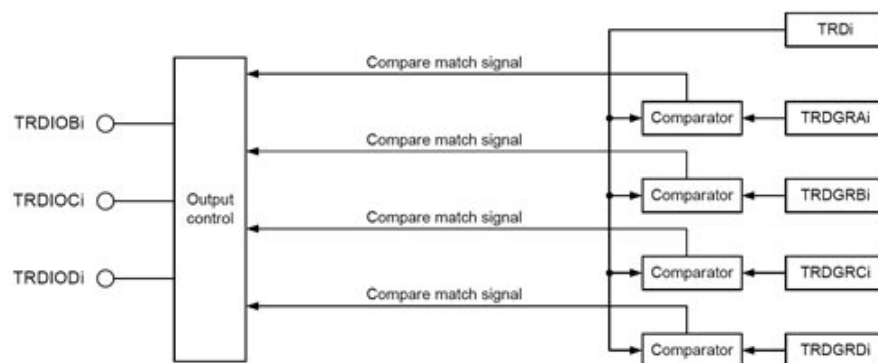 TRDi
Compare match signal
TRDIOBi
Comparator
TRDGRAi
Compare match signal
TRDIOCi
Output
control
Comparator
TRDGRBi
Compare match signal
TRDIODi
Comparator
TRDGRCi
Compare match signal
Comparator
TRDGRDi